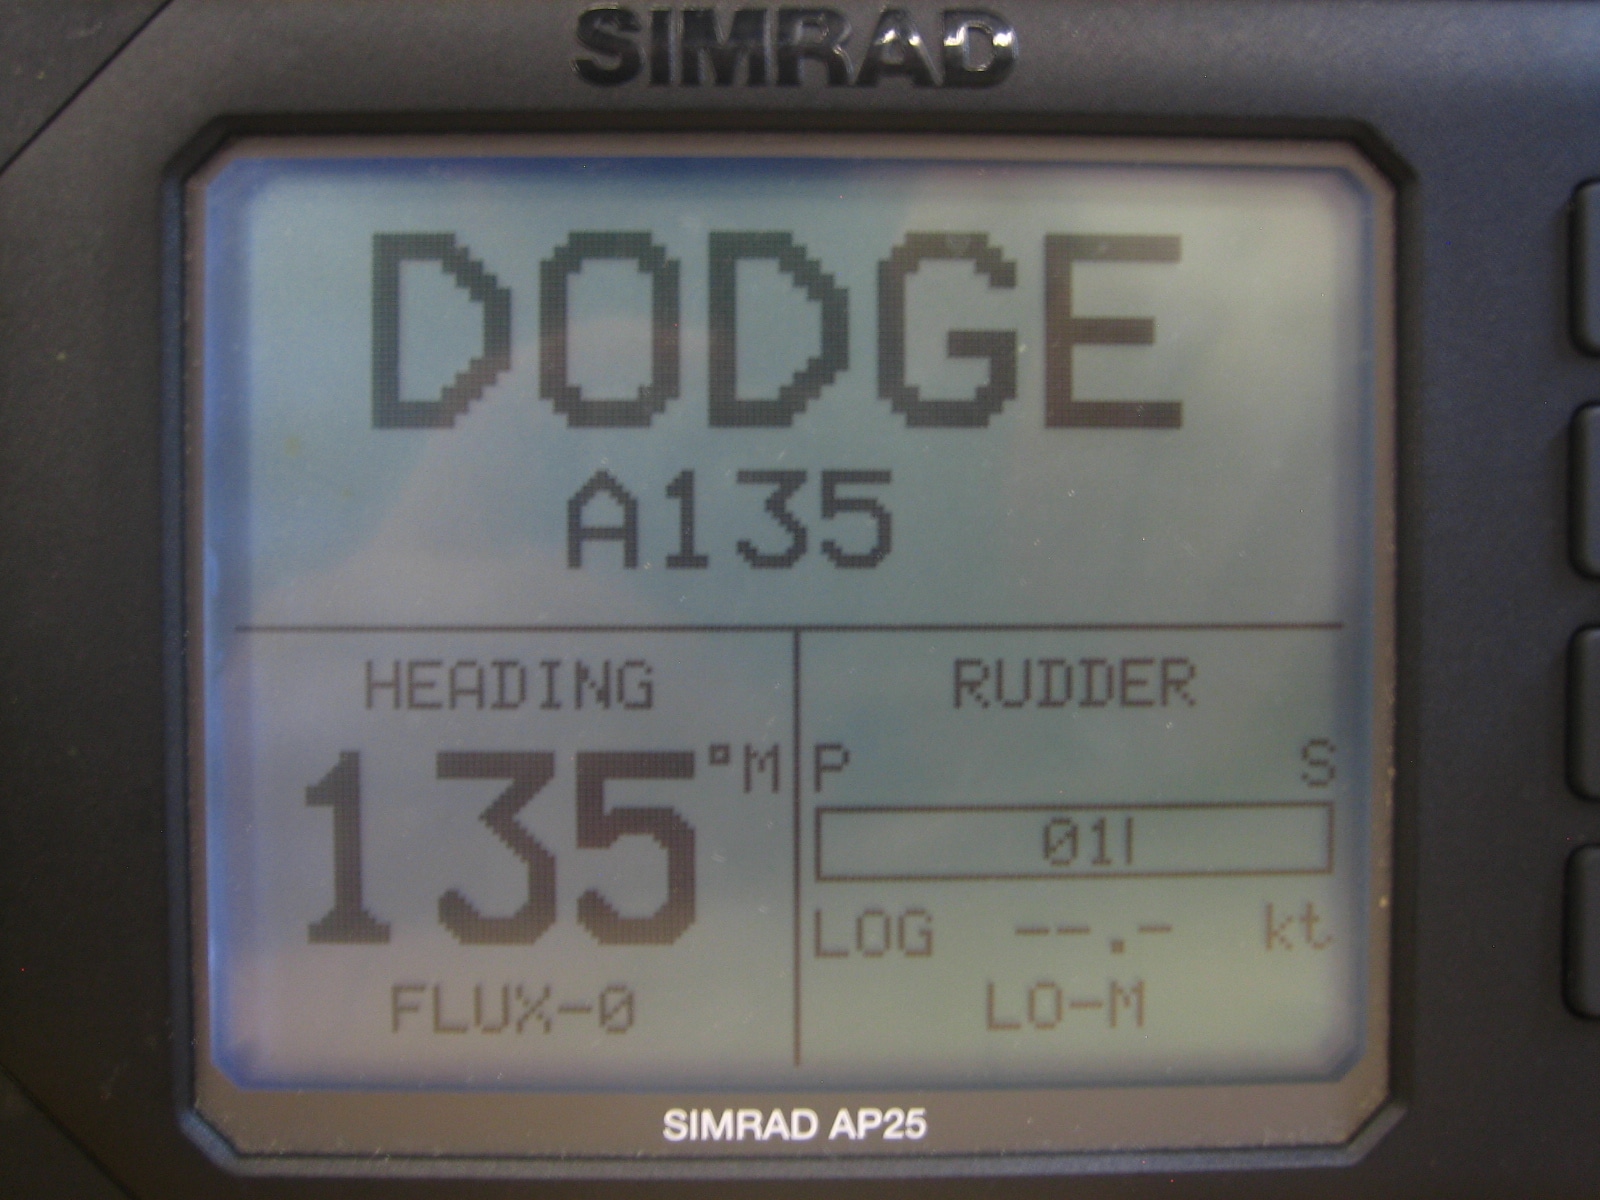 SIMRAD
DODGE
A135
HEADING
135°M
FLUX-0
RUDDER
P S
01
LOG --.- kt
LO-M
SIMRAD AP25